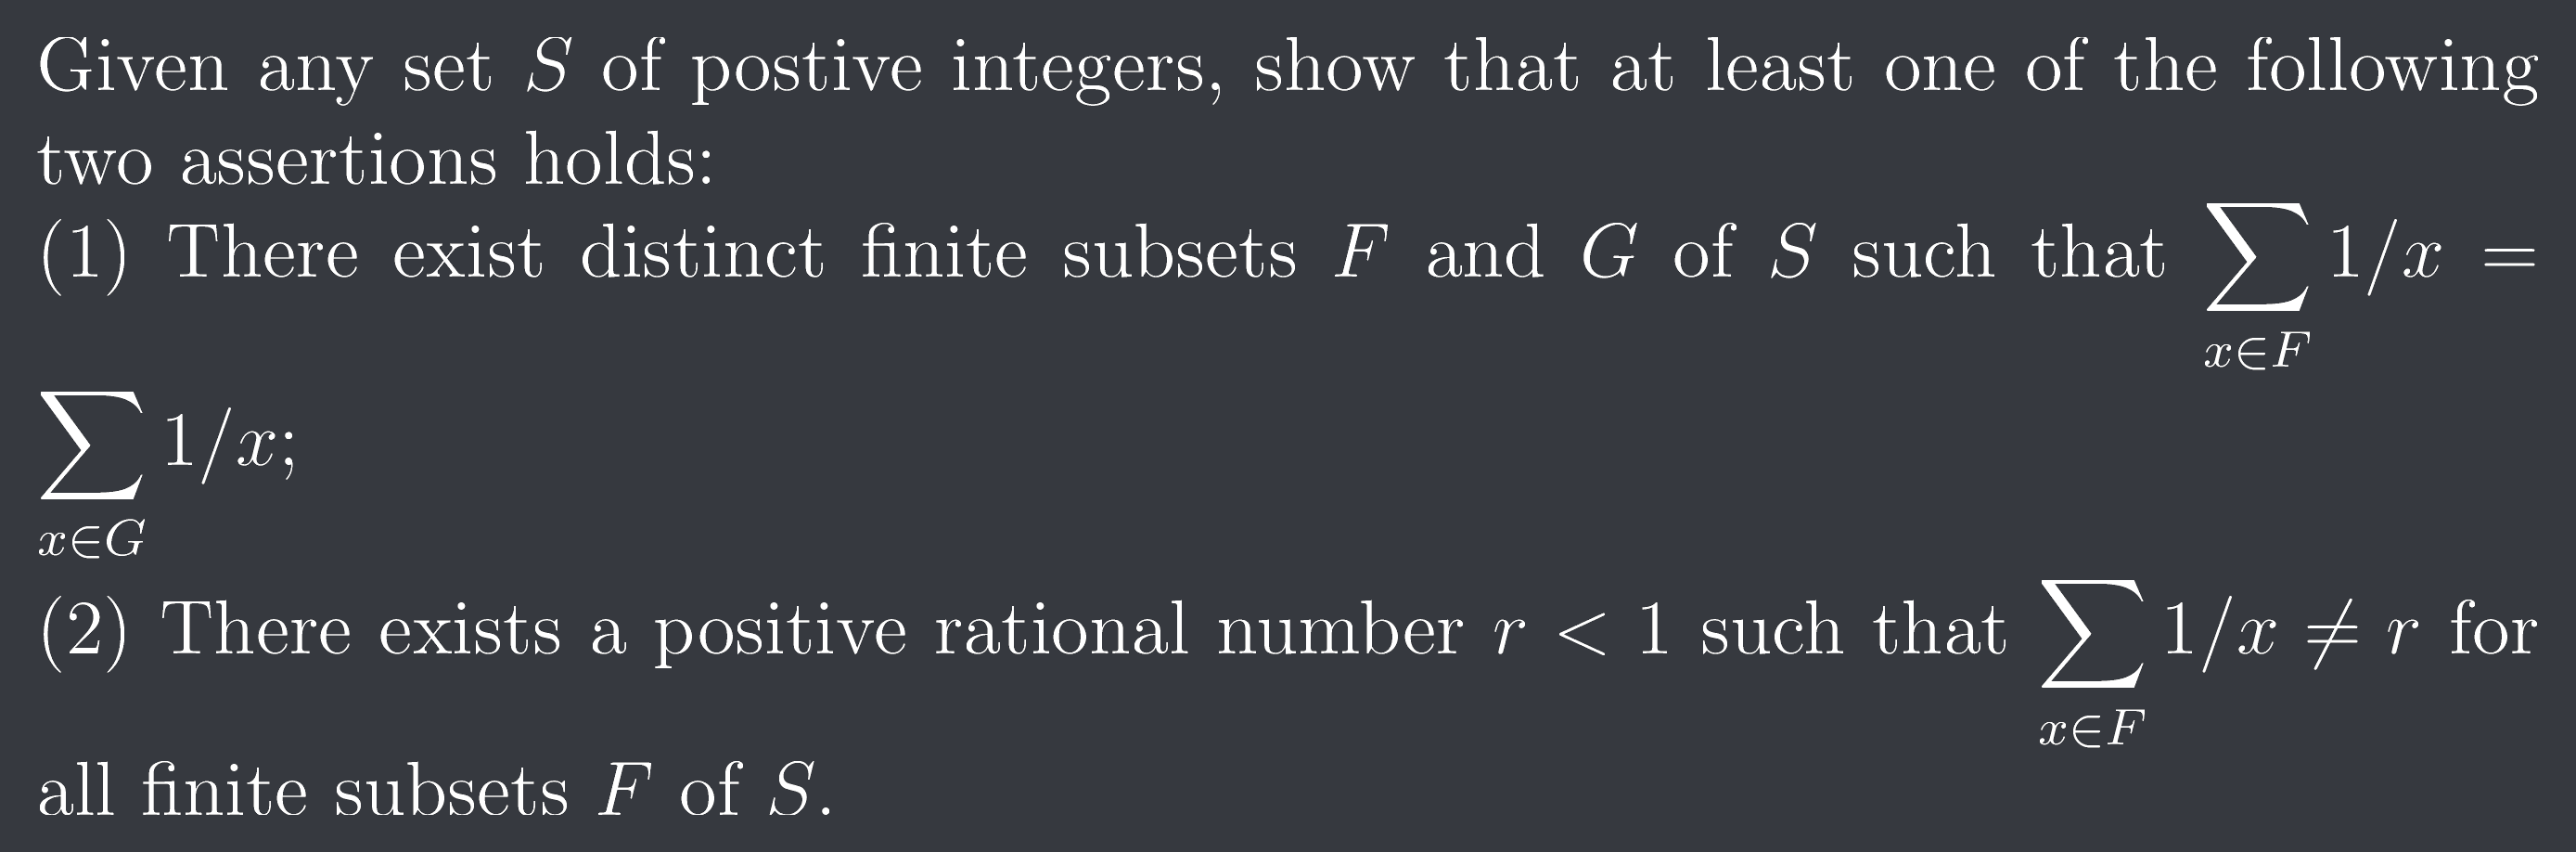 Given any set S of postive integers, show that at least one of the following
two assertions holds:
(1) There exist distinct finite subsets F and G of S such that ∑_{x∈F} 1/x =
∑_{x∈G} 1/x;
(2) There exists a positive rational number r < 1 such that ∑_{x∈F} 1/x ≠ r for
all finite subsets F of S.